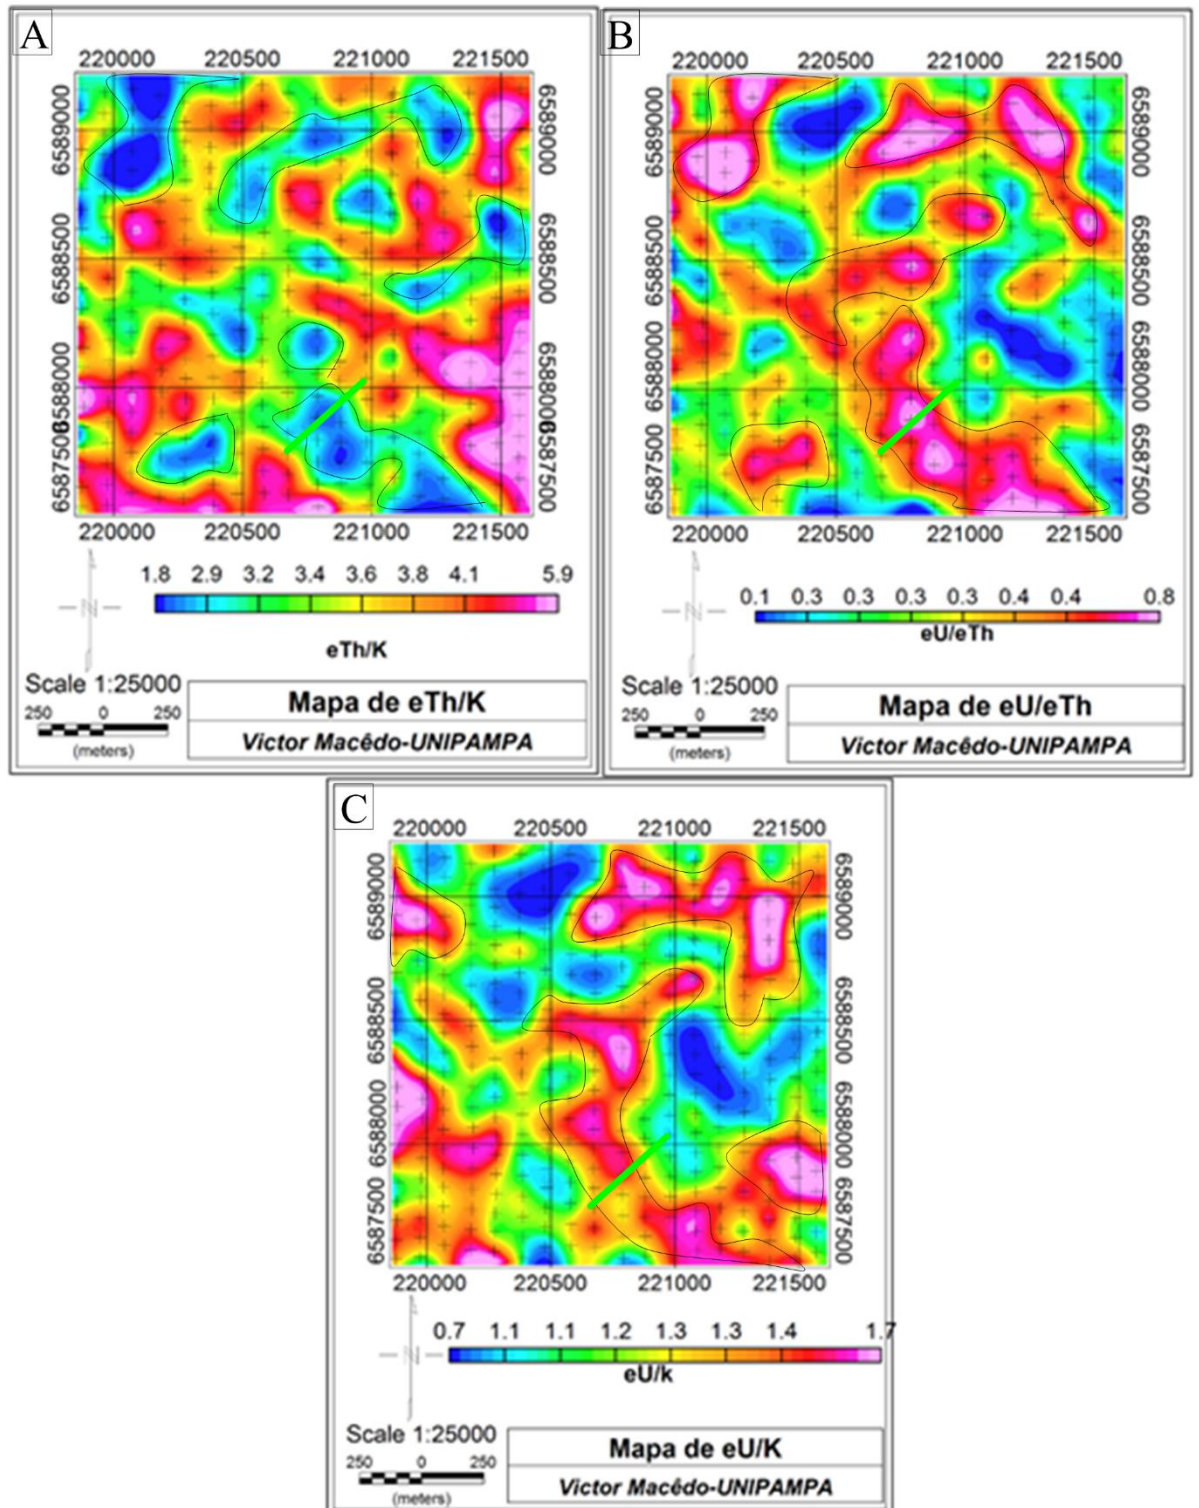 A
220000 220500 221000 221500
6589000 6588500 6588000 6587500
6589000 6588500 6588000 6587500
220000 220500 221000 221500
1.8 2.9 3.2 3.4 3.6 3.8 4.1 5.9
eTh/K
Scale 1:25000
250 0 250
(meters)
Mapa de eTh/K
Victor Macêdo-UNIPAMPA
B
220000 220500 221000 221500
6589000 6588500 6588000 6587500
6589000 6588500 6588000 6587500
220000 220500 221000 221500
0.1 0.3 0.3 0.3 0.3 0.4 0.4 0.8
eU/eTh
Scale 1:25000
250 0 250
(meters)
Mapa de eU/eTh
Victor Macêdo-UNIPAMPA
C
220000 220500 221000 221500
6589000 6588500 6588000 6587500
6589000 6588500 6588000 6587500
220000 220500 221000 221500
0.7 1.1 1.1 1.2 1.3 1.3 1.4 1.7
eU/k
Scale 1:25000
250 0 250
(meters)
Mapa de eU/K
Victor Macêdo-UNIPAMPA